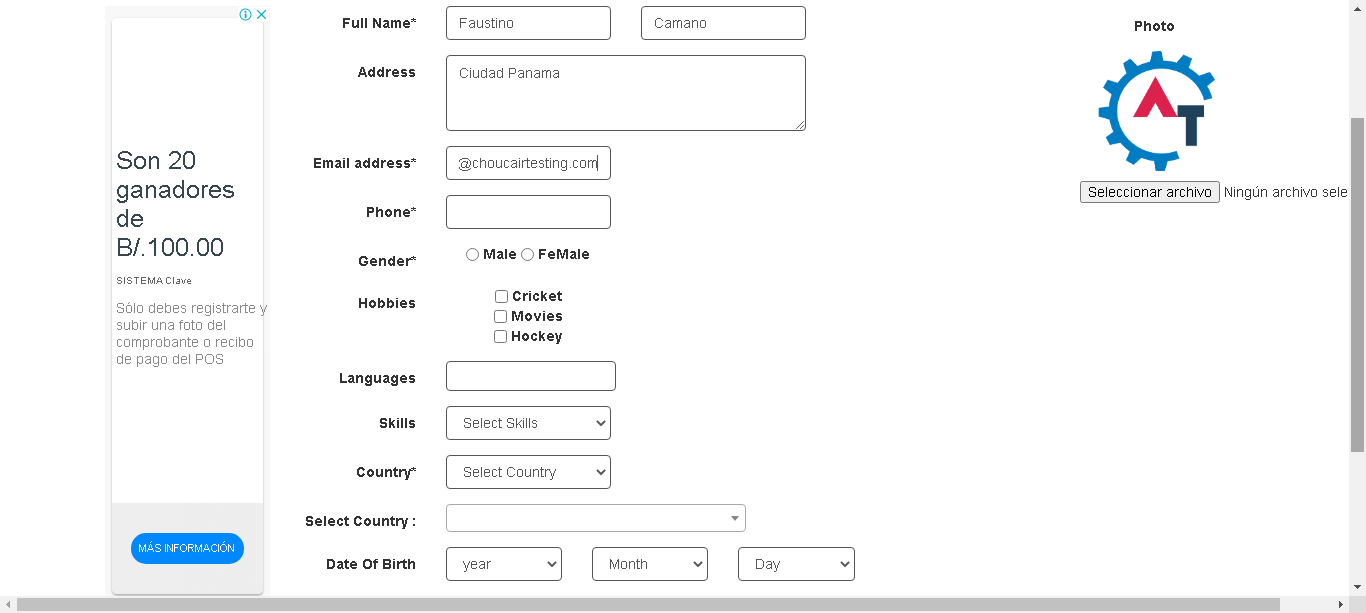 Full Name* Faustino Camano
Photo
Address Ciudad Panama
AT
Son 20
ganadores
de
B/.100.00
SISTEMA Clave
Sólo debes registrarte y
subir una foto del
comprobante o recibo
de pago del POS
MÁS INFORMACIÓN
Email address* @choucairtesting.com
Seleccionar archivo Ningún archivo sele
Phone*
Gender* Male FeMale
Hobbies Cricket
Movies
Hockey
Languages
Skills Select Skills
Country* Select Country
Select Country :
Date Of Birth year Month Day